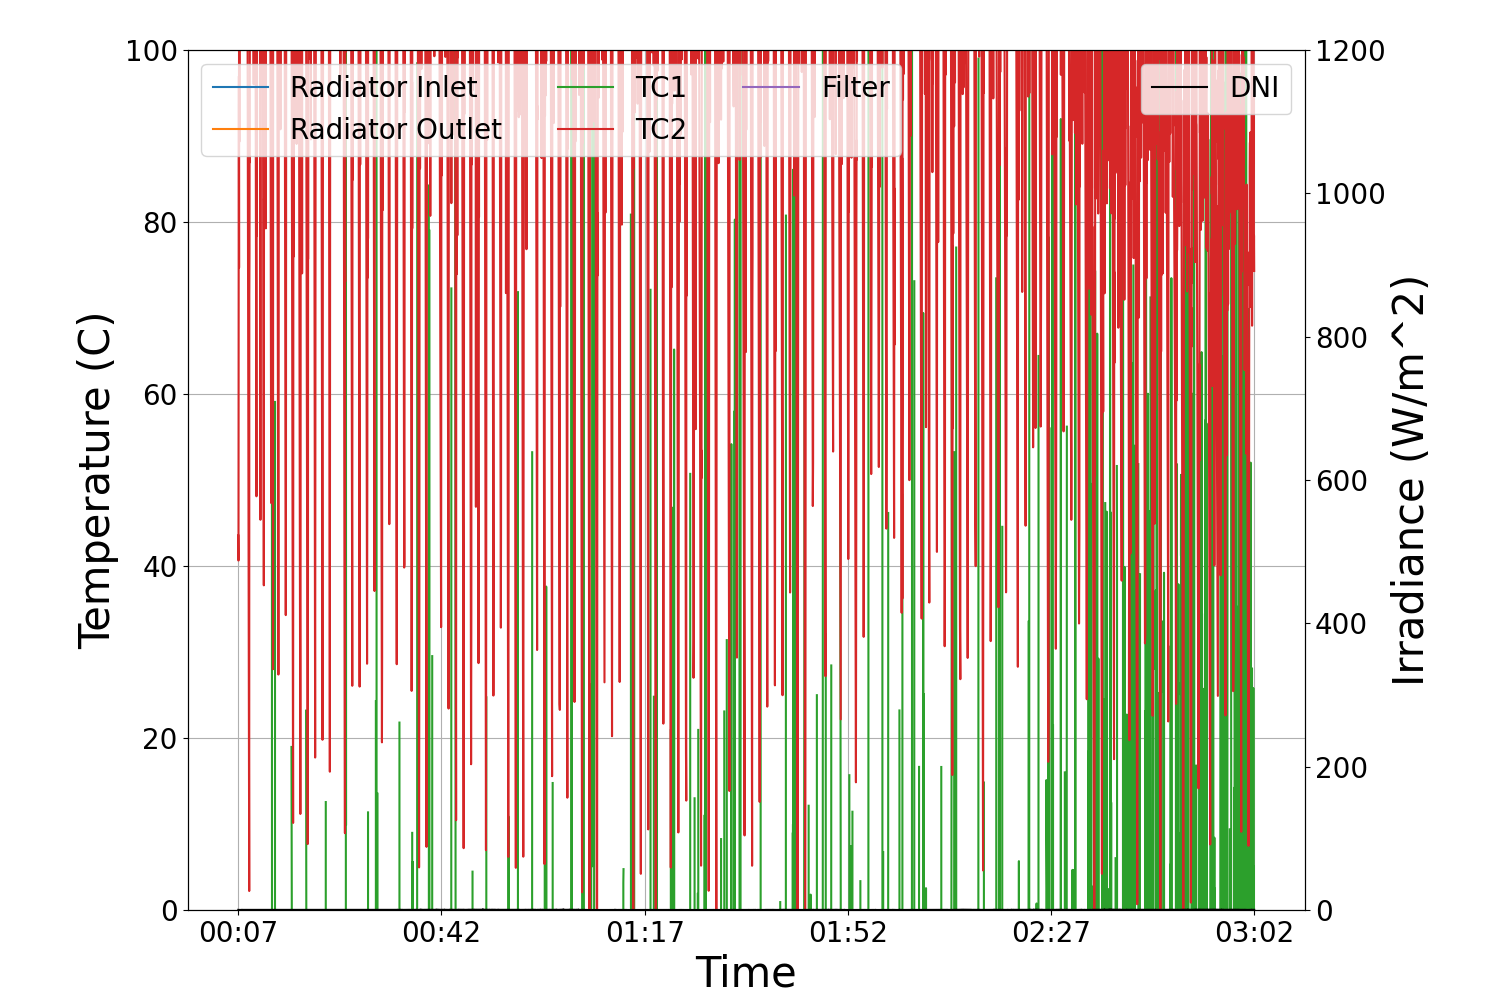 100
80
60
40
20
0
Temperature (C)
Radiator Inlet
Radiator Outlet
TC1
TC2
Filter
DNI
1200
1000
800
600
400
200
0
Irradiance (W/m^2)
00:07 00:42 01:17 01:52 02:27 03:02
Time